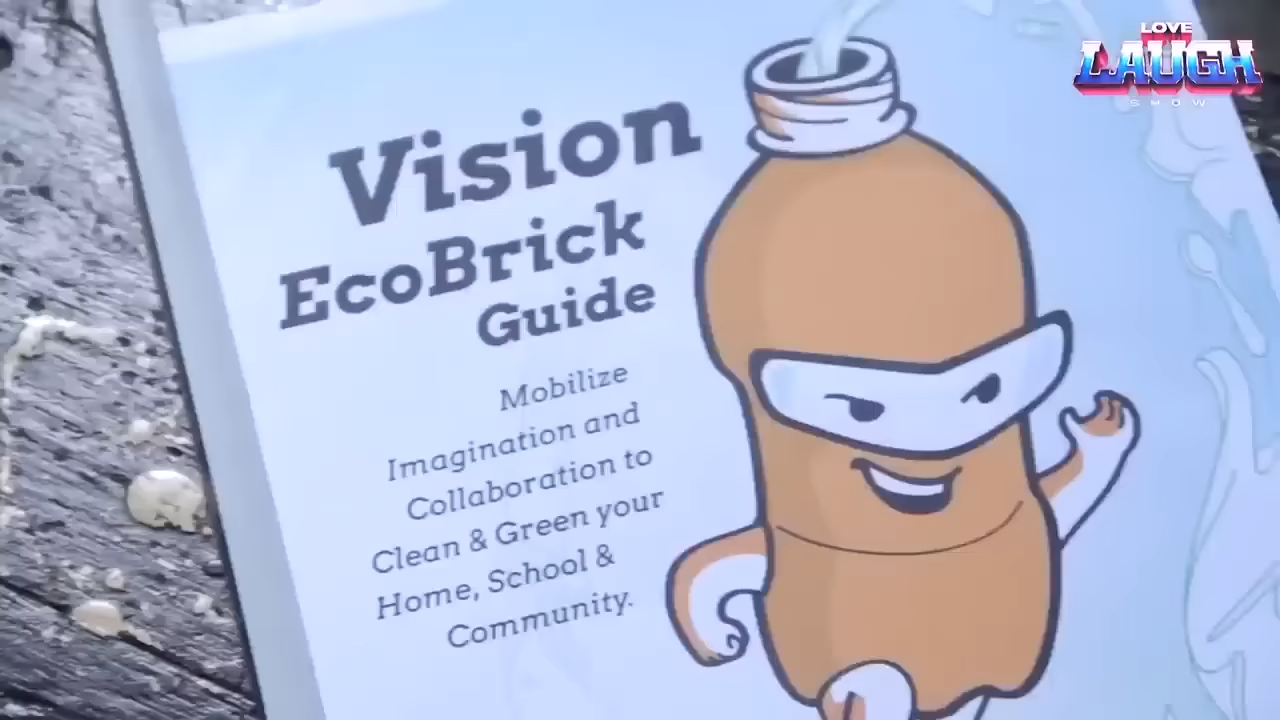 Vision
EcoBrick
Guide
Mobilize
Imagination and
Collaboration to
Clean & Green your
Home, School &
Community.
LOVE
LAUGH
SHOW